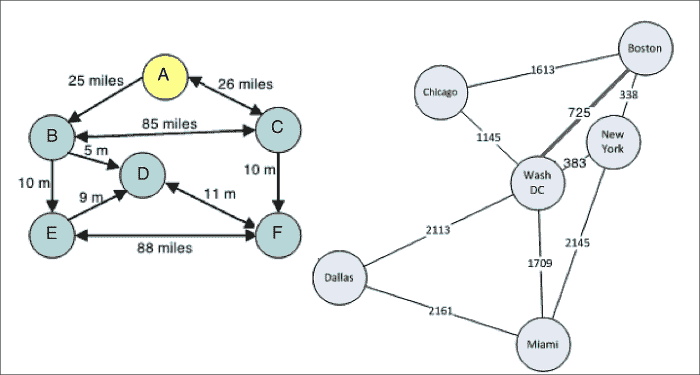 A
25 miles
26 miles
B
85 miles
C
5 m
D
10 m
10 m
9 m
11 m
E
88 miles
F
Boston
1613
Chicago
338
725
1145
New
York
383
Wash
DC
2113
2145
1709
Dallas
2161
Miami